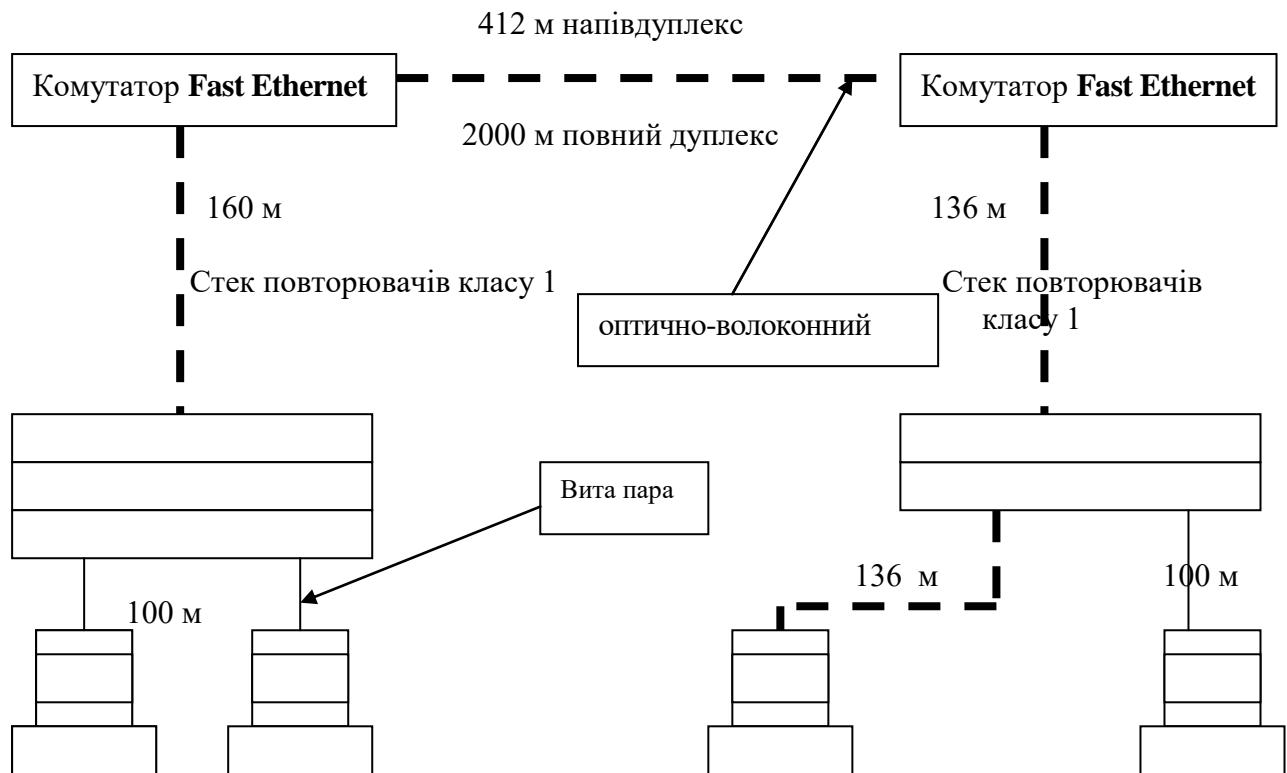 412 м напівдуплекс
Комутатор Fast Ethernet
Комутатор Fast Ethernet
2000 м повний дуплекс
160 м
136 м
Стек повторювачів класу 1
Стек повторювачів
класу 1
оптично-волоконний
Вита пара
136 м
100 м
100 м